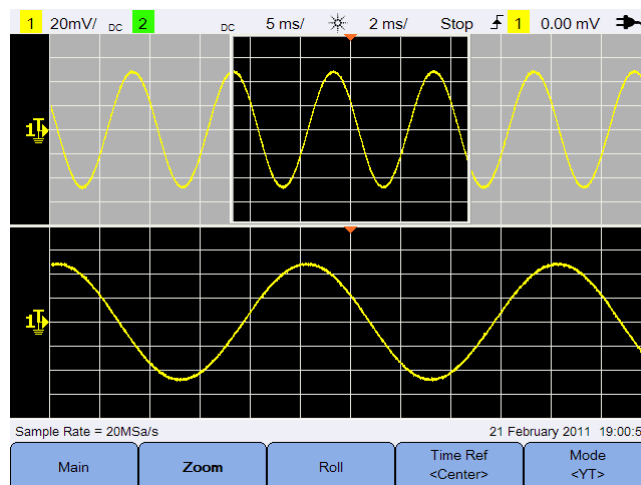 1 20mV/ DC 2 DC 5 ms/ 2 ms/ Stop 1 0.00 mV
1
T
1
T
Sample Rate = 20MSa/s 21 February 2011 19:00:5
Main Zoom Roll Time Ref <Center> Mode <YT>